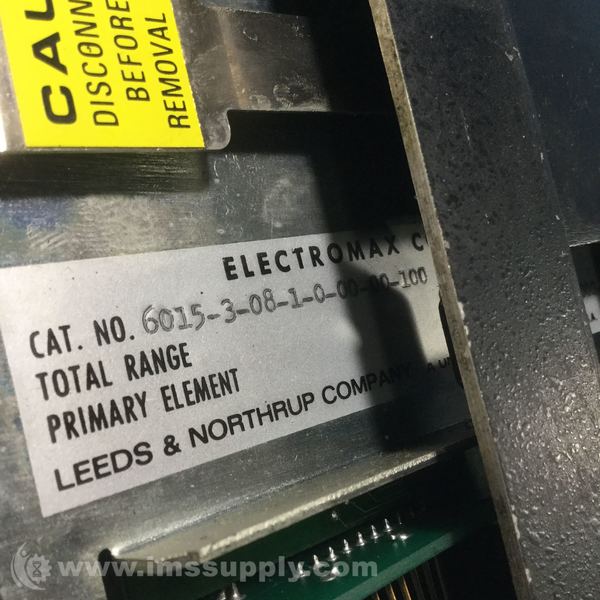 CAU
DISCONN
BEFORE
REMOVAL
ELECTROMAX C
CAT. NO. 6015-3-08-1-0-00-00-100
TOTAL RANGE
PRIMARY ELEMENT
LEEDS & NORTHRUP COMPANY
www.imssupply.com